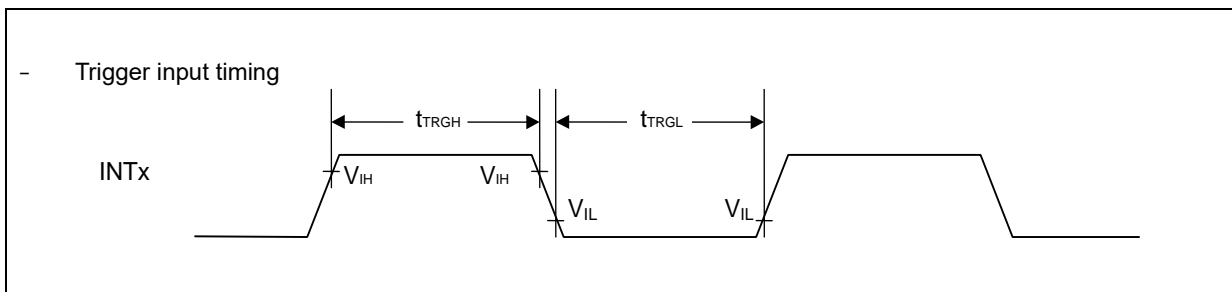 – Trigger input timing
tTRGH tTRGL
INTx VIH VIH
VIL VIL